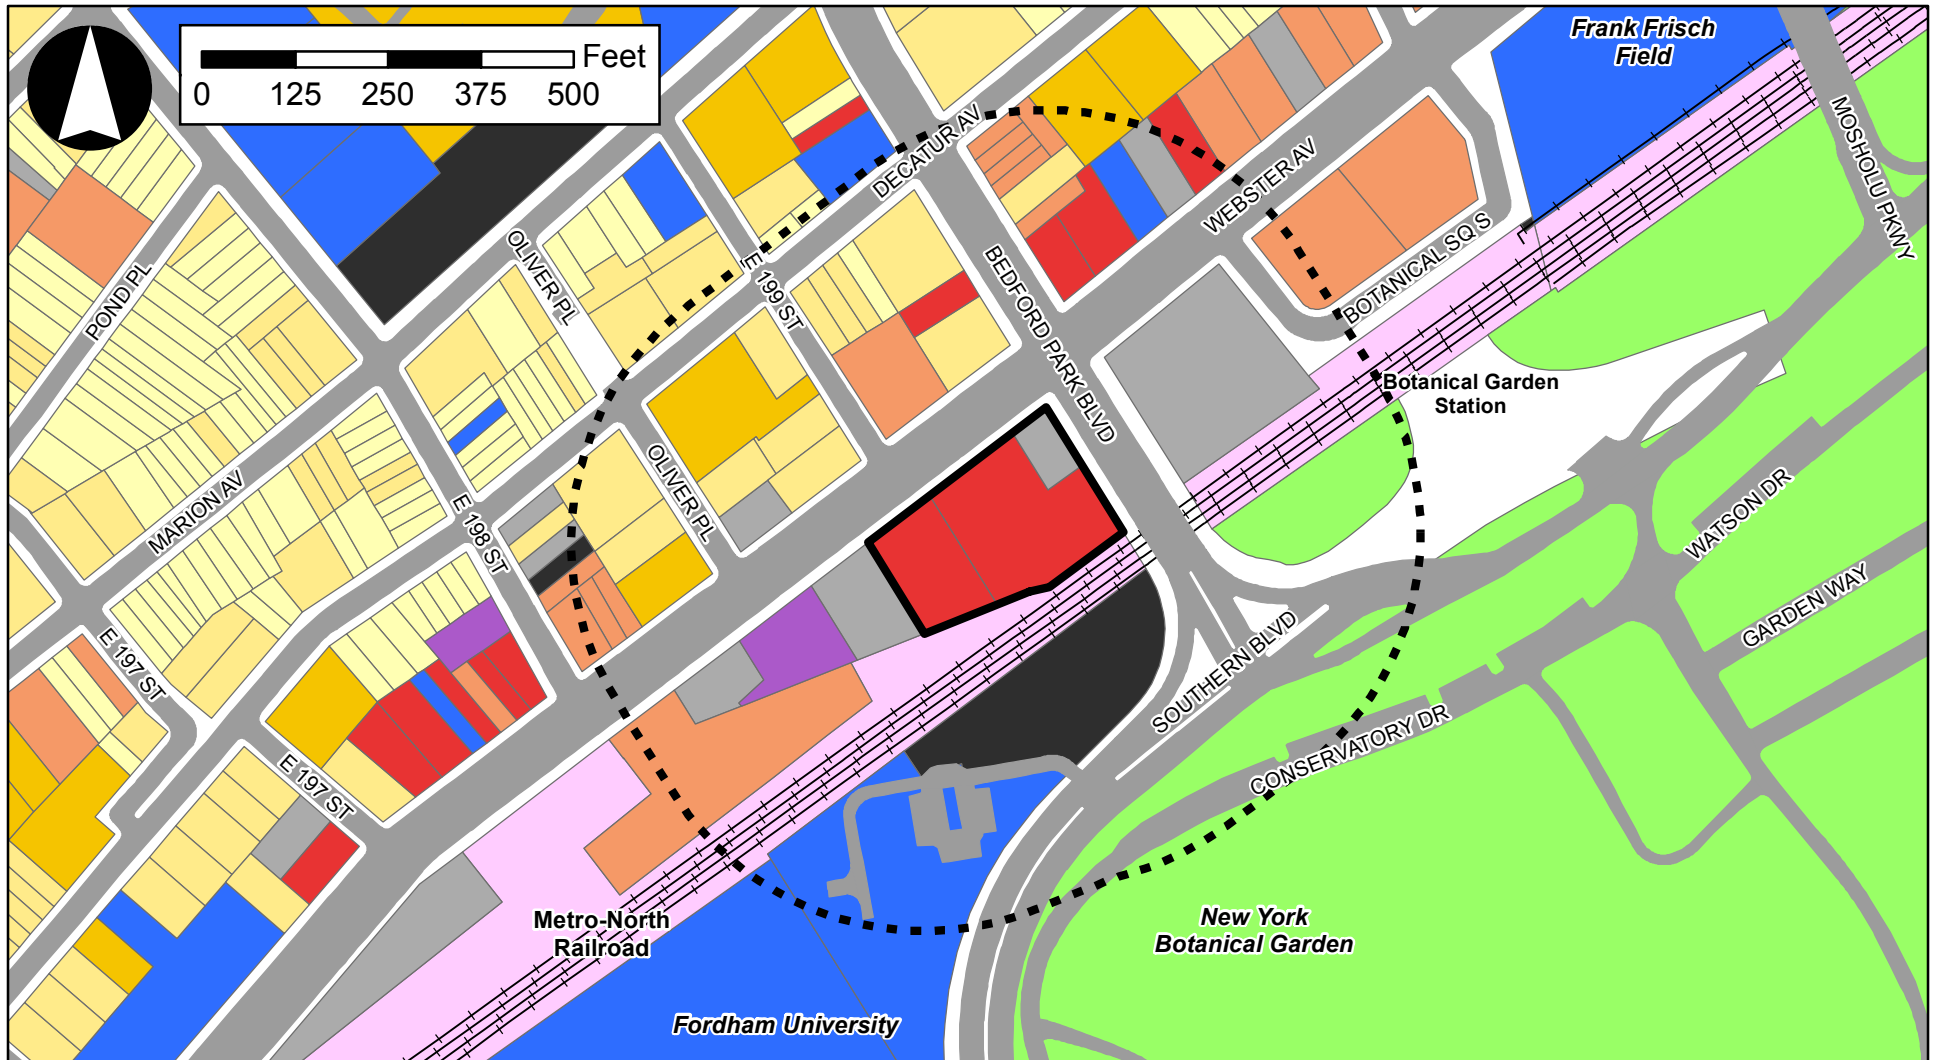 Frank Frisch
Field
Feet
0 125 250 375 500
DECATUR AV
MOSHOLU PKWY
WEBSTER AV
OLIVER PL
BOTANICAL SQ S
POND PL
E 199 ST
BEDFORD PARK BLVD
Botanical Garden
Station
OLIVER PL
MARION AV
E 198 ST
WATSON DR
GARDEN WAY
E 197 ST
SOUTHERN BLVD
CONSERVATORY DR
E 197 ST
Metro-North
Railroad
New York
Botanical Garden
Fordham University